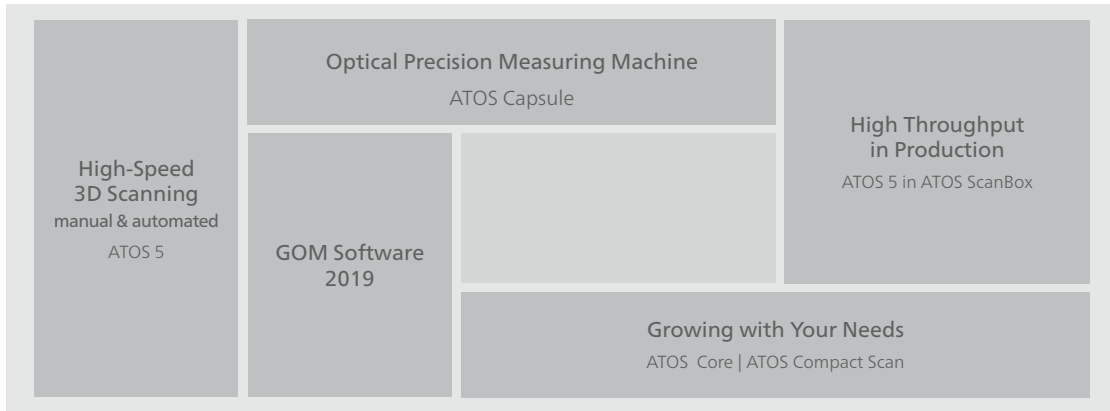 High-Speed
3D Scanning
manual & automated
ATOS 5
Optical Precision Measuring Machine
ATOS Capsule
GOM Software
2019
High Throughput
in Production
ATOS 5 in ATOS ScanBox
Growing with Your Needs
ATOS Core | ATOS Compact Scan